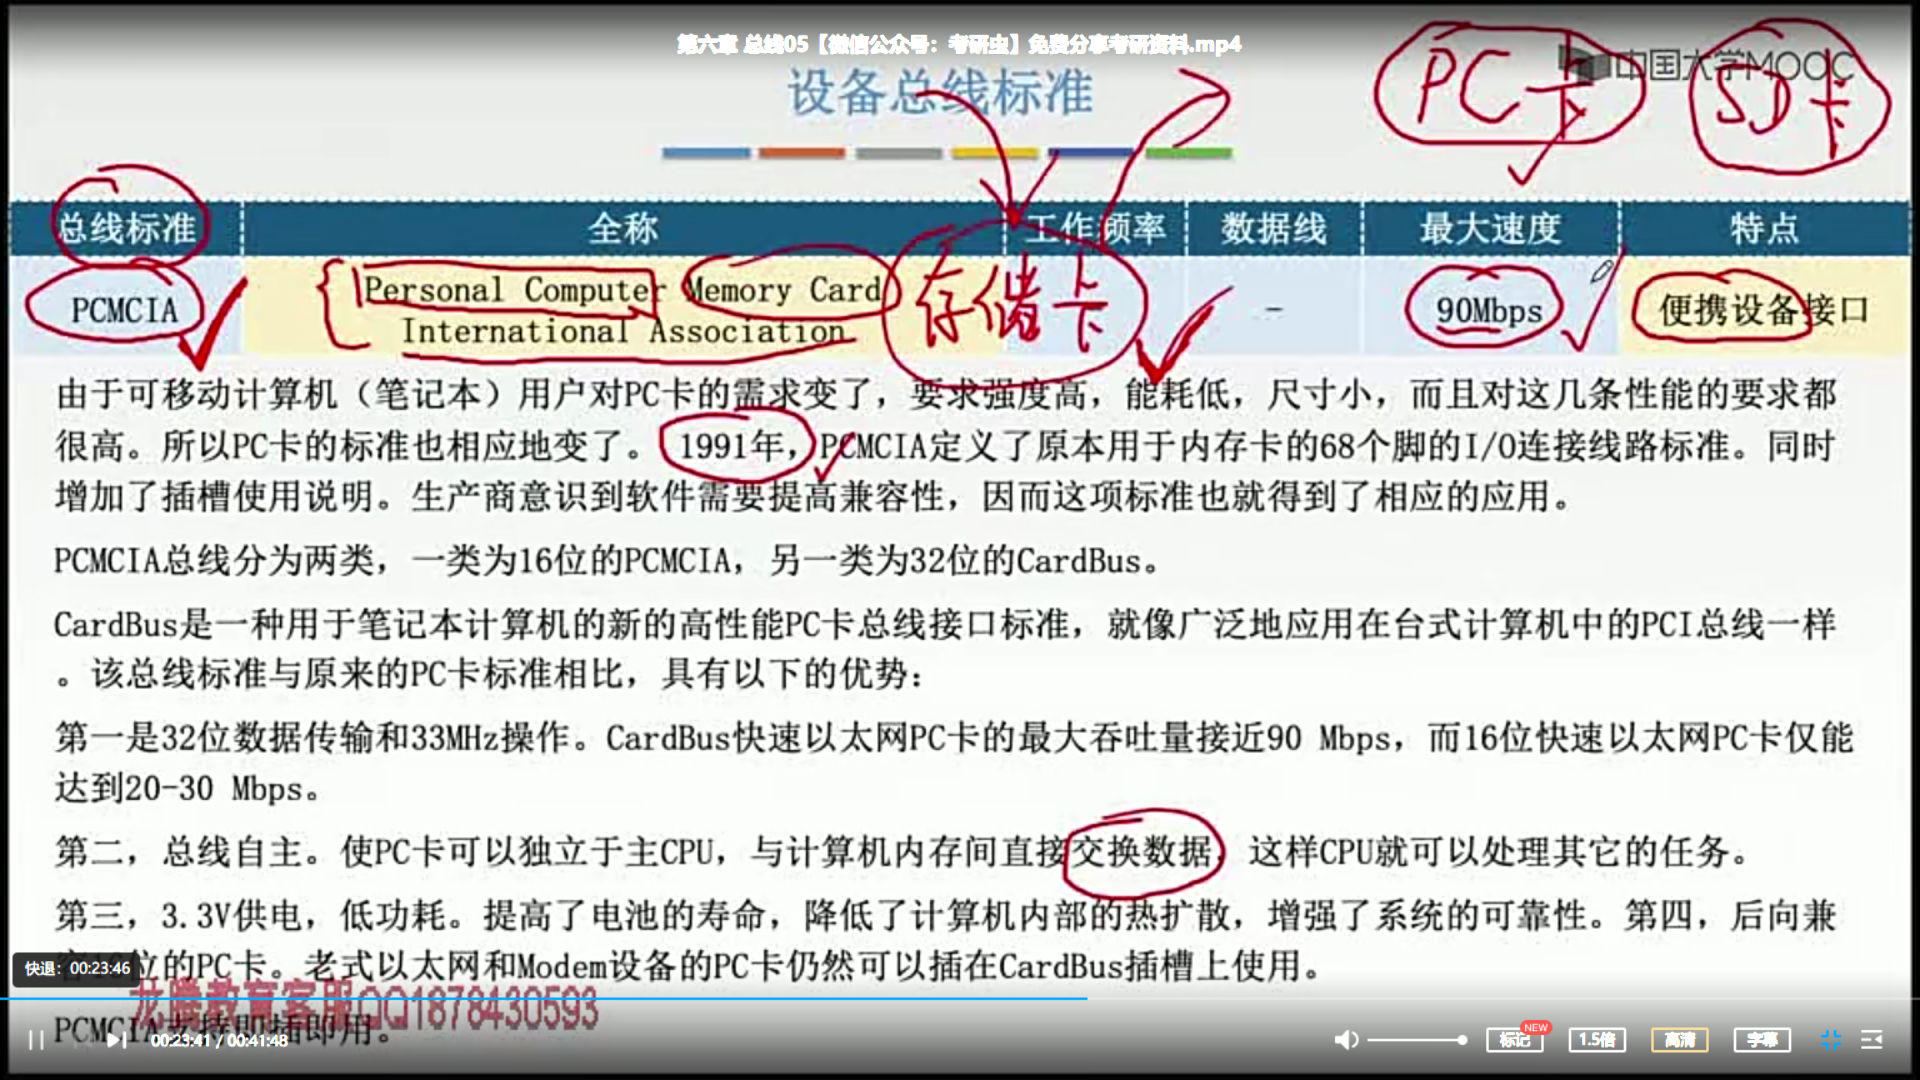 第六章 总线05【微信公众号：考研虫】免费分享考研资料.mp4
中国大学MOOC
PC卡
SD卡
设备总线标准
总线标准 全称 工作频率 数据线 最大速度 特点
PCMCIA Personal Computer Memory Card International Association - 90Mbps 便携设备接口
存储卡
由于可移动计算机（笔记本）用户对PC卡的需求变了，要求强度高，能耗低，尺寸小，而且对这几条性能的要求都
很高。所以PC卡的标准也相应地变了。1991年，PCMCIA定义了原本用于内存卡的68个脚的I/O连接线路标准。同时
增加了插槽使用说明。生产商意识到软件需要提高兼容性，因而这项标准也就得到了相应的应用。
PCMCIA总线分为两类，一类为16位的PCMCIA，另一类为32位的CardBus。
CardBus是一种用于笔记本计算机的新的高性能PC卡总线接口标准，就像广泛地应用在台式计算机中的PCI总线一样
。该总线标准与原来的PC卡标准相比，具有以下的优势：
第一是32位数据传输和33MHz操作。CardBus快速以太网PC卡的最大吞吐量接近90 Mbps，而16位快速以太网PC卡仅能
达到20-30 Mbps。
第二，总线自主。使PC卡可以独立于主CPU，与计算机内存间直接交换数据，这样CPU就可以处理其它的任务。
第三，3.3V供电，低功耗。提高了电池的寿命，降低了计算机内部的热扩散，增强了系统的可靠性。第四，后向兼
位的PC卡。老式以太网和Modem设备的PC卡仍然可以插在CardBus插槽上使用。
快退：00:23:46
龙腾教育客服QQ1878430593
PCMCIA支持即插即用。
00:23:41 / 00:41:48
标记 NEW 1.5倍 高清 字幕